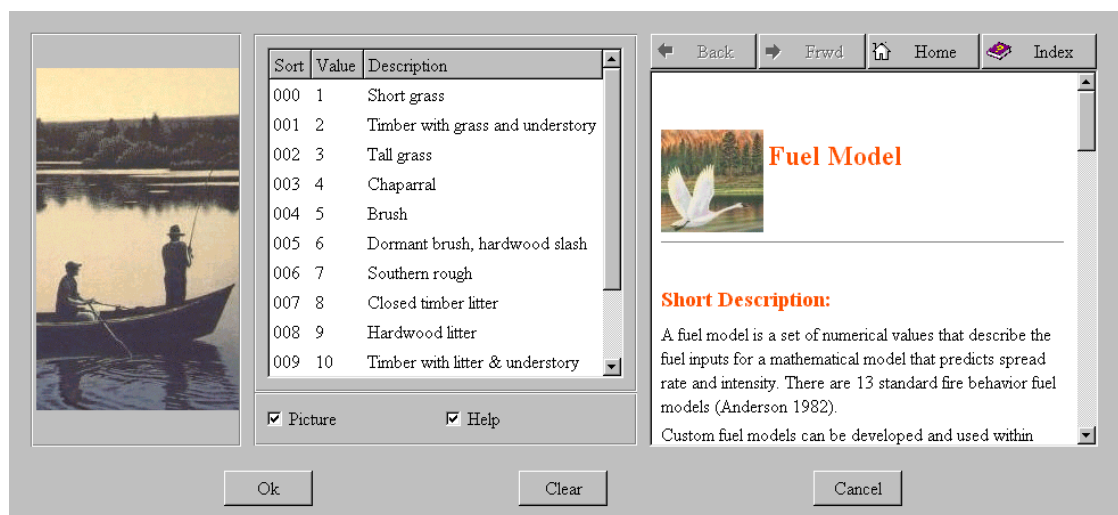 Sort Value Description
000 1 Short grass
001 2 Timber with grass and understory
002 3 Tall grass
003 4 Chaparral
004 5 Brush
005 6 Dormant brush, hardwood slash
006 7 Southern rough
007 8 Closed timber litter
008 9 Hardwood litter
009 10 Timber with litter & understory
Picture Help
Back Frwd Home Index
Fuel Model
Short Description:
A fuel model is a set of numerical values that describe the
fuel inputs for a mathematical model that predicts spread
rate and intensity. There are 13 standard fire behavior fuel
models (Anderson 1982).
Custom fuel models can be developed and used within
Ok Clear Cancel